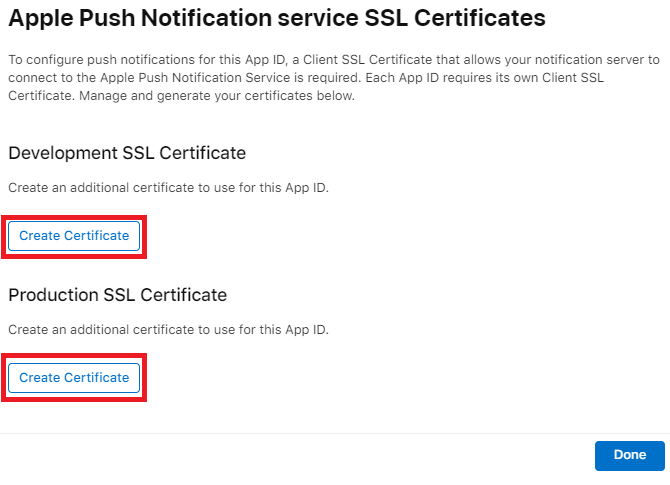 Apple Push Notification service SSL Certificates
To configure push notifications for this App ID, a Client SSL Certificate that allows your notification server to
connect to the Apple Push Notification Service is required. Each App ID requires its own Client SSL
Certificate. Manage and generate your certificates below.
Development SSL Certificate
Create an additional certificate to use for this App ID.
Create Certificate
Production SSL Certificate
Create an additional certificate to use for this App ID.
Create Certificate
Done